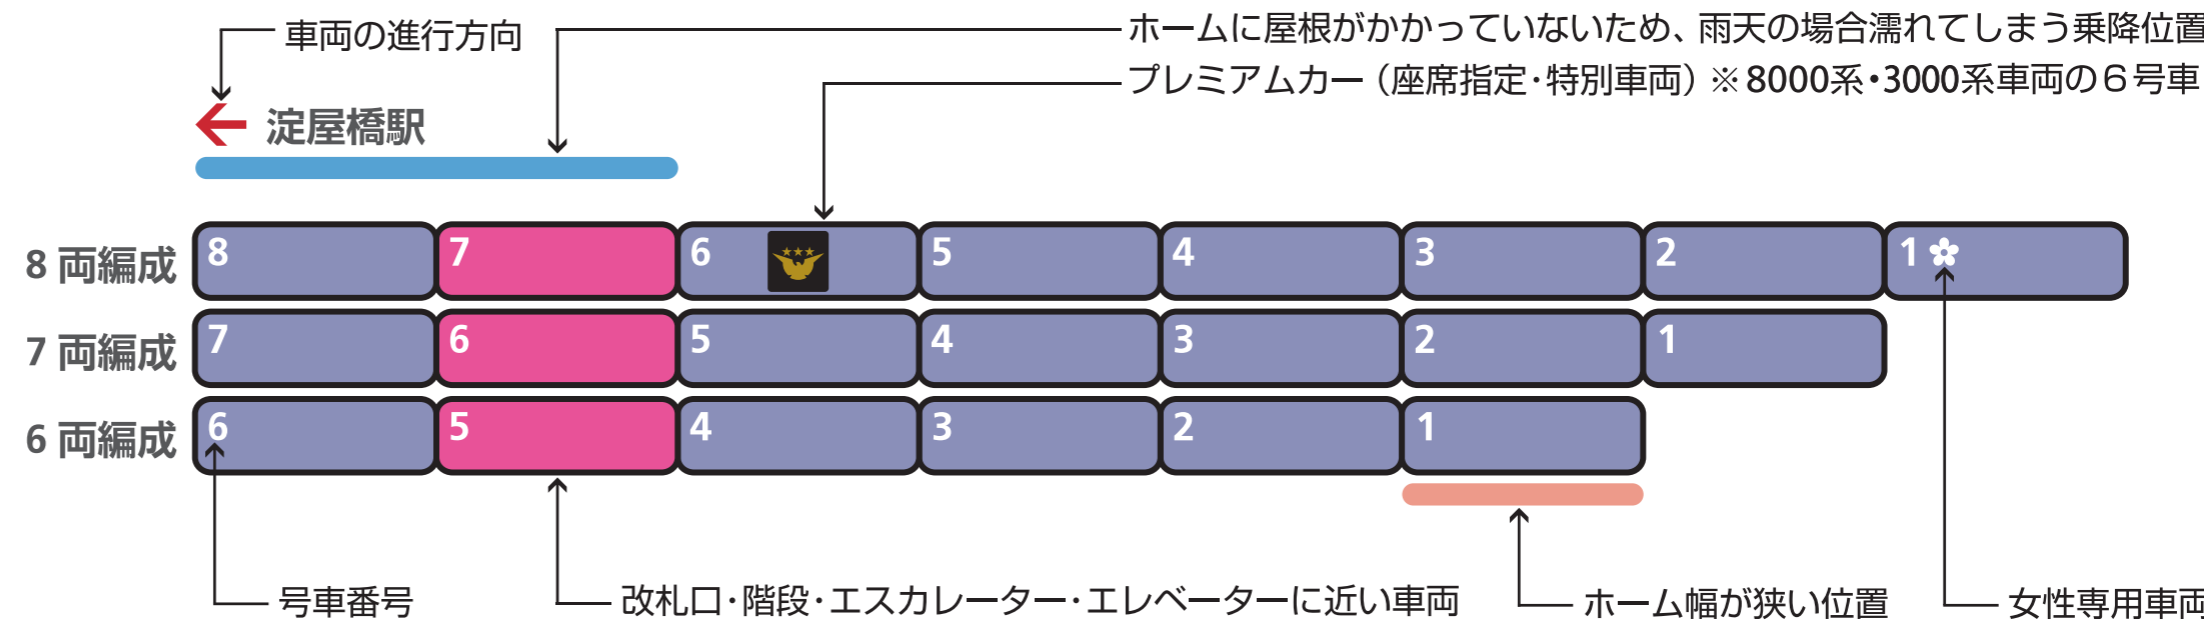 車両の進行方向
ホームに屋根がかかっていないため、雨天の場合濡れてしまう乗降位置
プレミアムカー（座席指定・特別車両）※8000系・3000系車両の６号車
← 淀屋橋駅
8 両編成 8 7 6 5 4 3 2 1
7 両編成 7 6 5 4 3 2 1
6 両編成 6 5 4 3 2 1
号車番号
改札口・階段・エスカレーター・エレベーターに近い車両
ホーム幅が狭い位置
女性専用車両